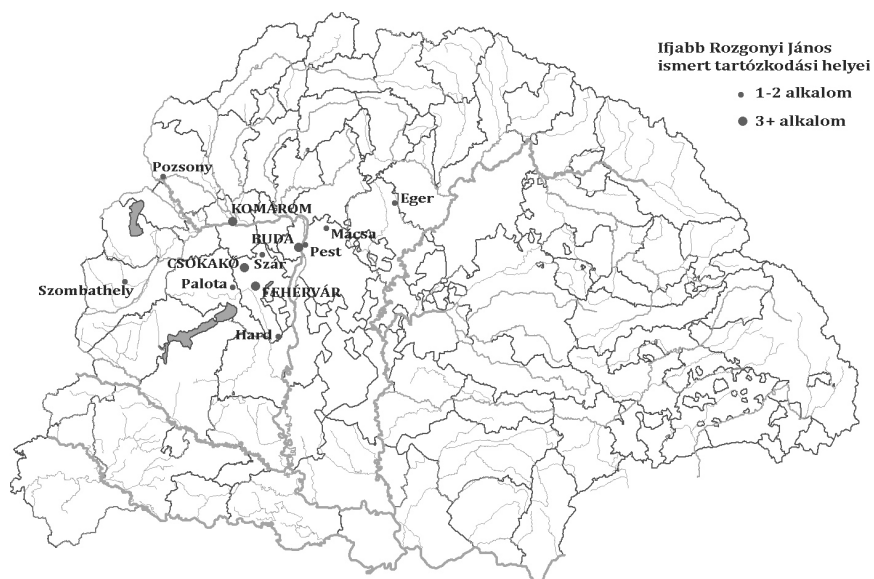 Ifjabb Rozgonyi János
ismert tartózkodási helyei
1-2 alkalom
3+ alkalom
Pozsony
Eger
KOMÁROM
Mácsa
BUDA
Pest
CSÓKAKŐ
Szár
Palota
FEHÉRVÁR
Szombathely
Hard